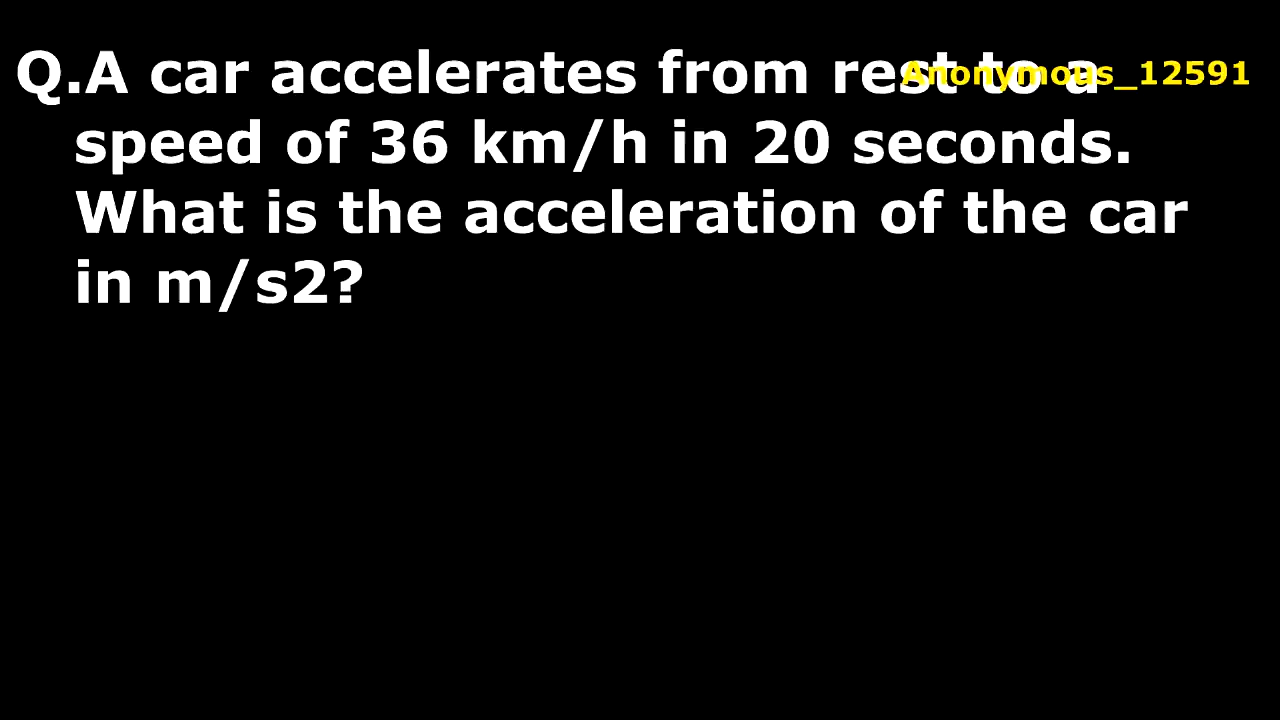 Q.A car accelerates from rest to a
Anonymous_12591
speed of 36 km/h in 20 seconds.
What is the acceleration of the car
in m/s2?